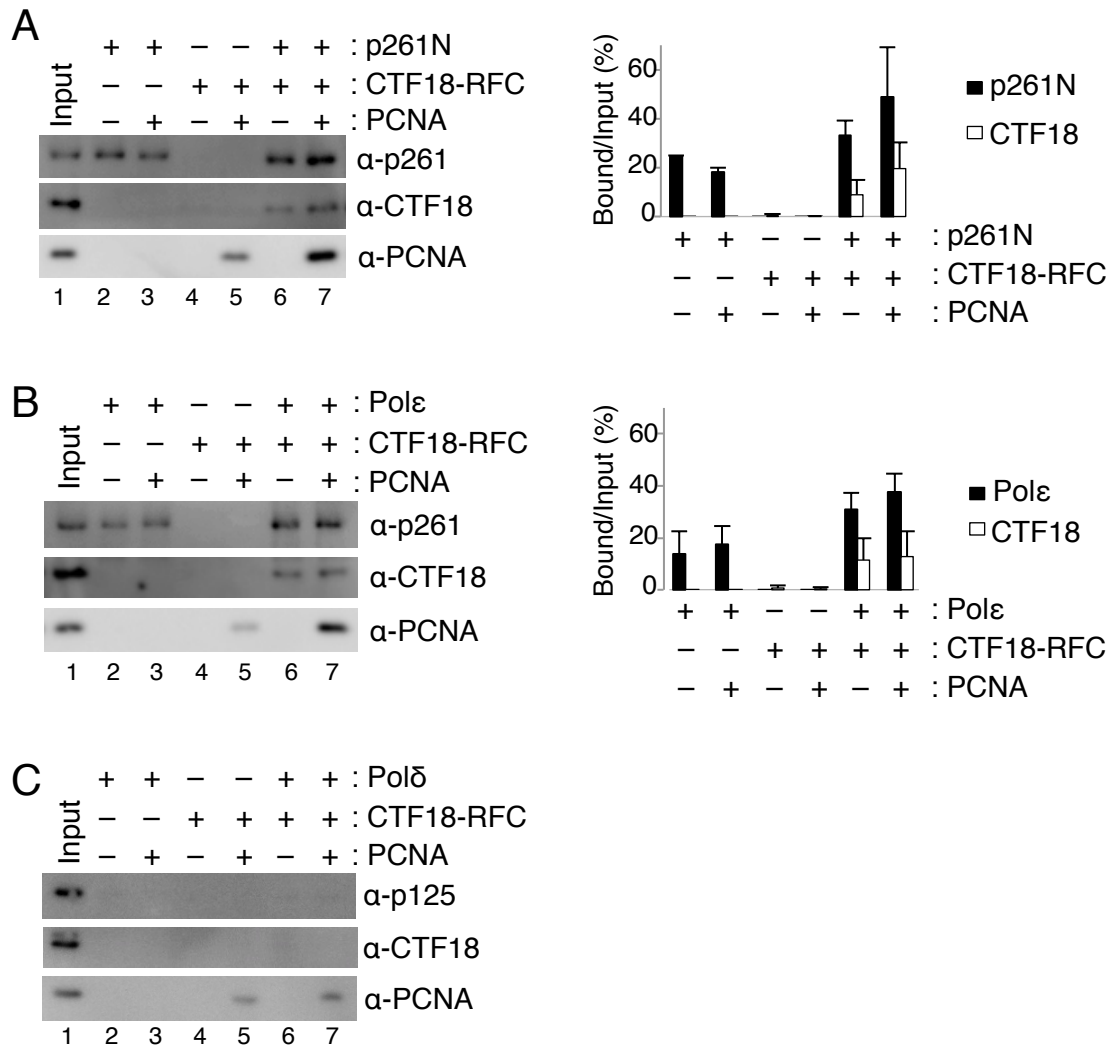 A
Input
+ + – – + + : p261N
– – + + + + : CTF18-RFC
– + – + – + : PCNA
α-p261
α-CTF18
α-PCNA
1 2 3 4 5 6 7
Bound/Input (%)
60
40
20
0
p261N
CTF18
+ + – – + + : p261N
– – + + + + : CTF18-RFC
– + – + – + : PCNA
B
Input
+ + – – + + : Polε
– – + + + + : CTF18-RFC
– + – + – + : PCNA
α-p261
α-CTF18
α-PCNA
1 2 3 4 5 6 7
Bound/Input (%)
60
40
20
0
Polε
CTF18
+ + – – + + : Polε
– – + + + + : CTF18-RFC
– + – + – + : PCNA
C
Input
+ + – – + + : Polδ
– – + + + + : CTF18-RFC
– + – + – + : PCNA
α-p125
α-CTF18
α-PCNA
1 2 3 4 5 6 7